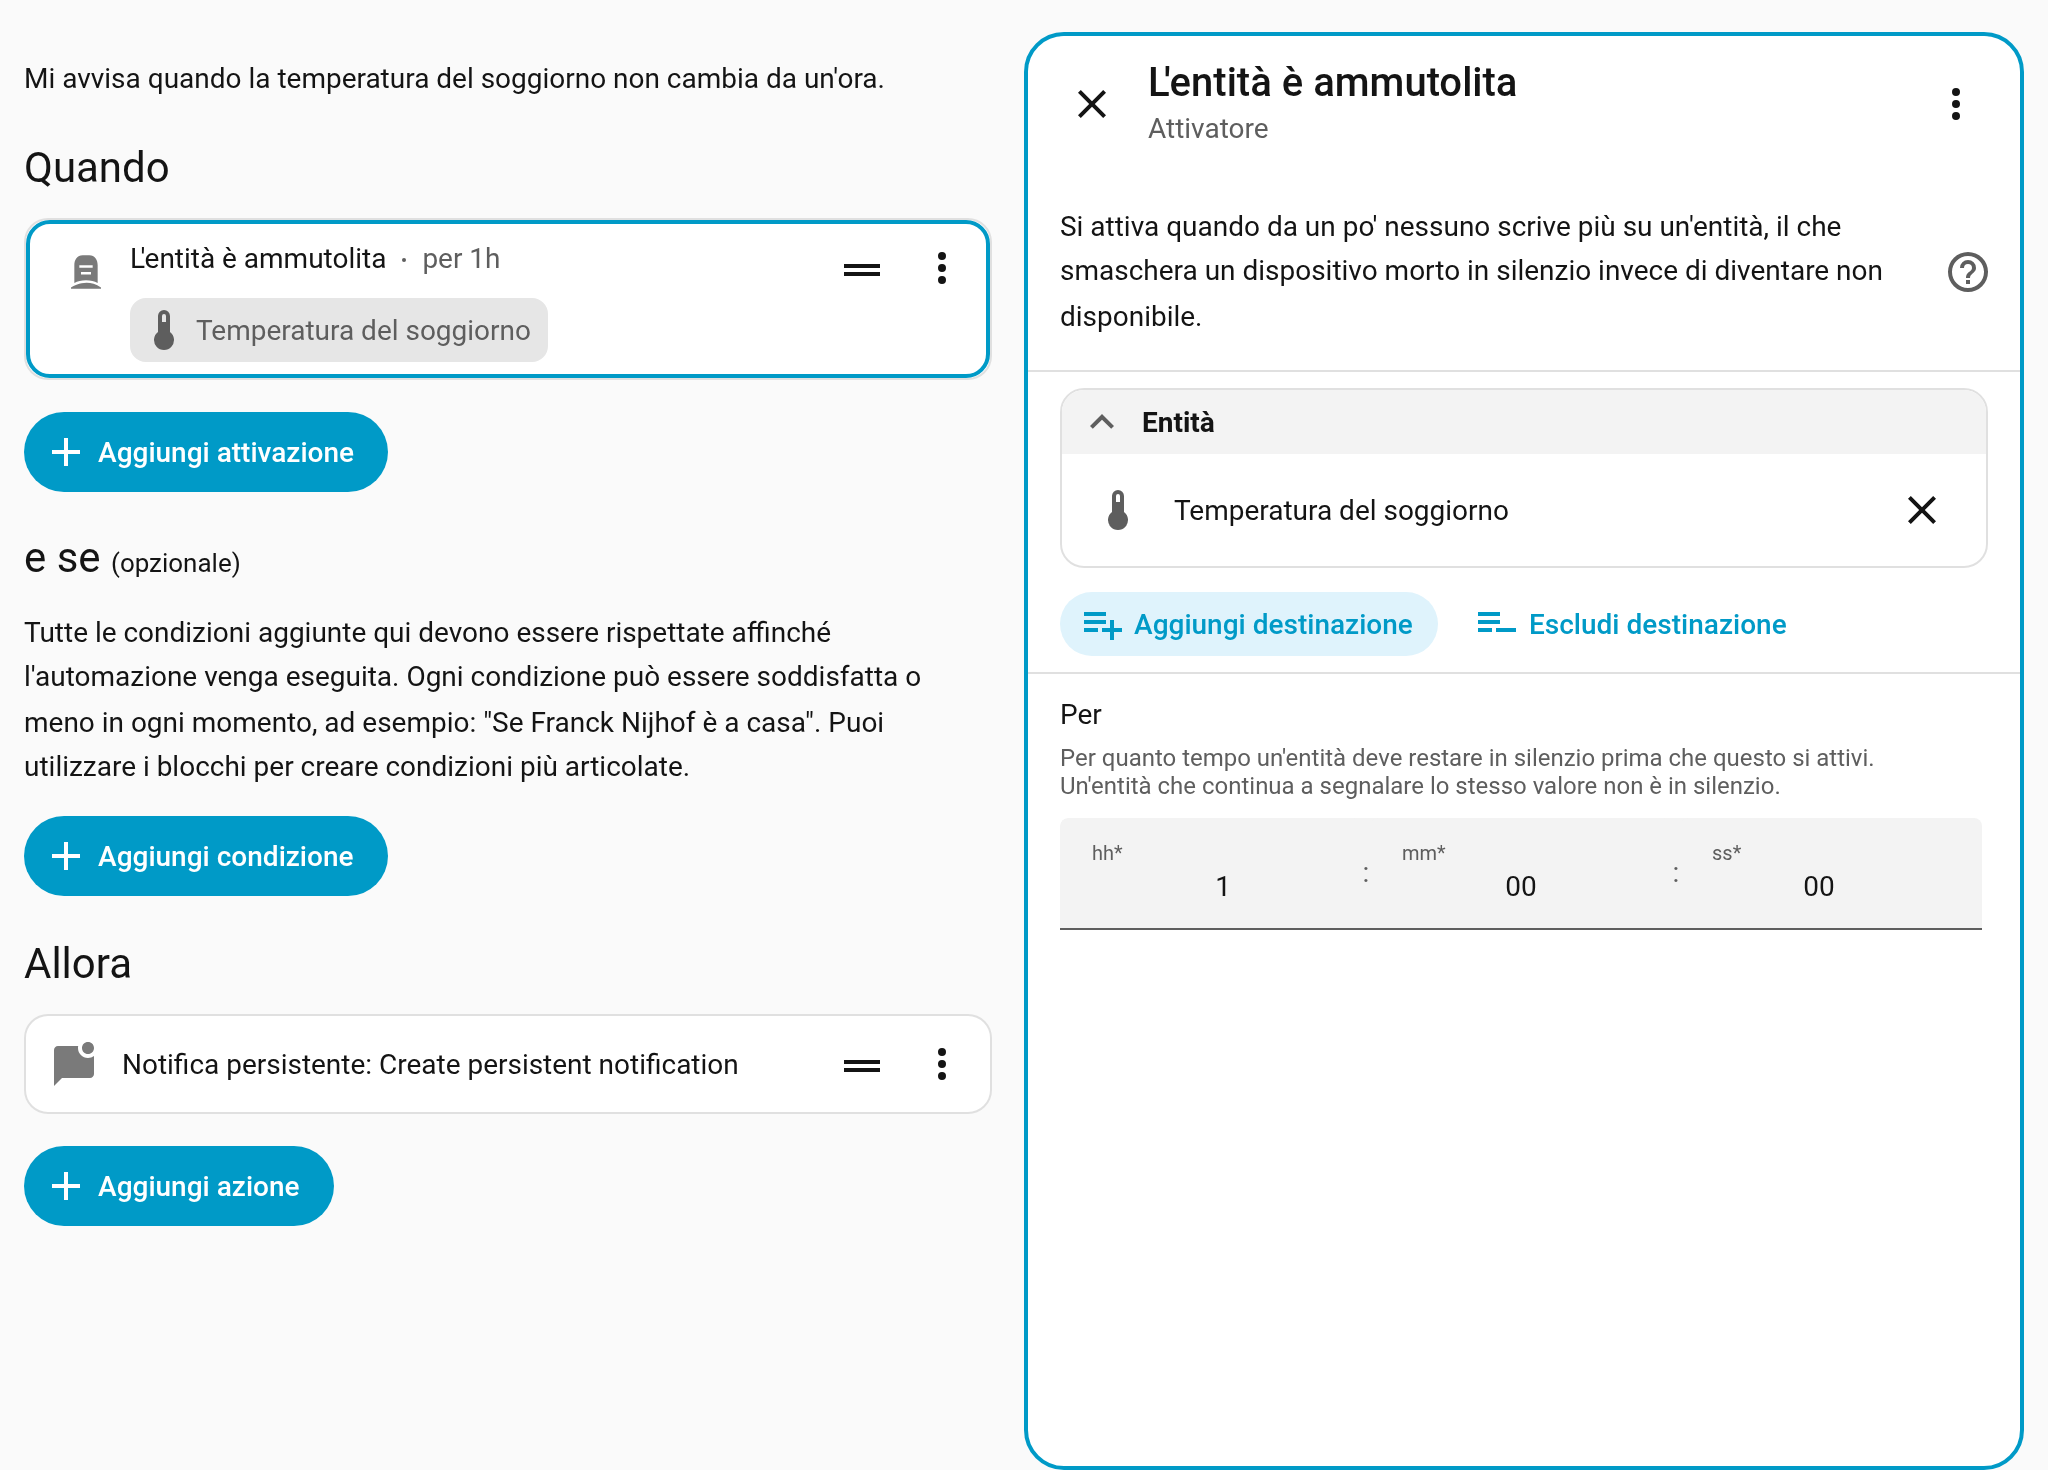 Mi avvisa quando la temperatura del soggiorno non cambia da un'ora.
Quando
L'entità è ammutolita · per 1h
Temperatura del soggiorno
Aggiungi attivazione
e se (opzionale)
Tutte le condizioni aggiunte qui devono essere rispettate affinché
l'automazione venga eseguita. Ogni condizione può essere soddisfatta o
meno in ogni momento, ad esempio: "Se Franck Nijhof è a casa". Puoi
utilizzare i blocchi per creare condizioni più articolate.
Aggiungi condizione
Allora
Notifica persistente: Create persistent notification
Aggiungi azione
L'entità è ammutolita
Attivatore
Si attiva quando da un po' nessuno scrive più su un'entità, il che
smaschera un dispositivo morto in silenzio invece di diventare non
disponibile.
Entità
Temperatura del soggiorno
Aggiungi destinazione
Escludi destinazione
Per
Per quanto tempo un'entità deve restare in silenzio prima che questo si attivi.
Un'entità che continua a segnalare lo stesso valore non è in silenzio.
hh* : mm* : ss*
1 00 00